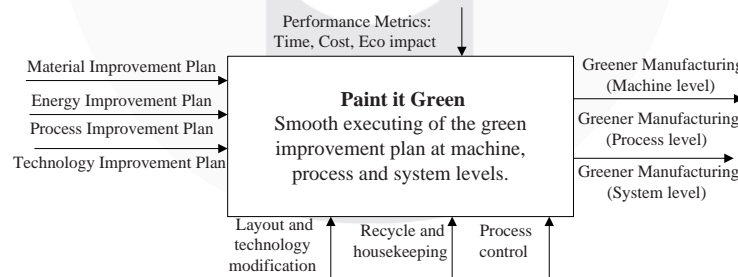 Performance Metrics:
Time, Cost, Eco impact
Material Improvement Plan
Energy Improvement Plan
Process Improvement Plan
Technology Improvement Plan
Paint it Green
Smooth executing of the green
improvement plan at machine,
process and system levels.
Greener Manufacturing
(Machine level)
Greener Manufacturing
(Process level)
Greener Manufacturing
(System level)
Layout and
technology
modification
Recycle and
housekeeping
Process
control